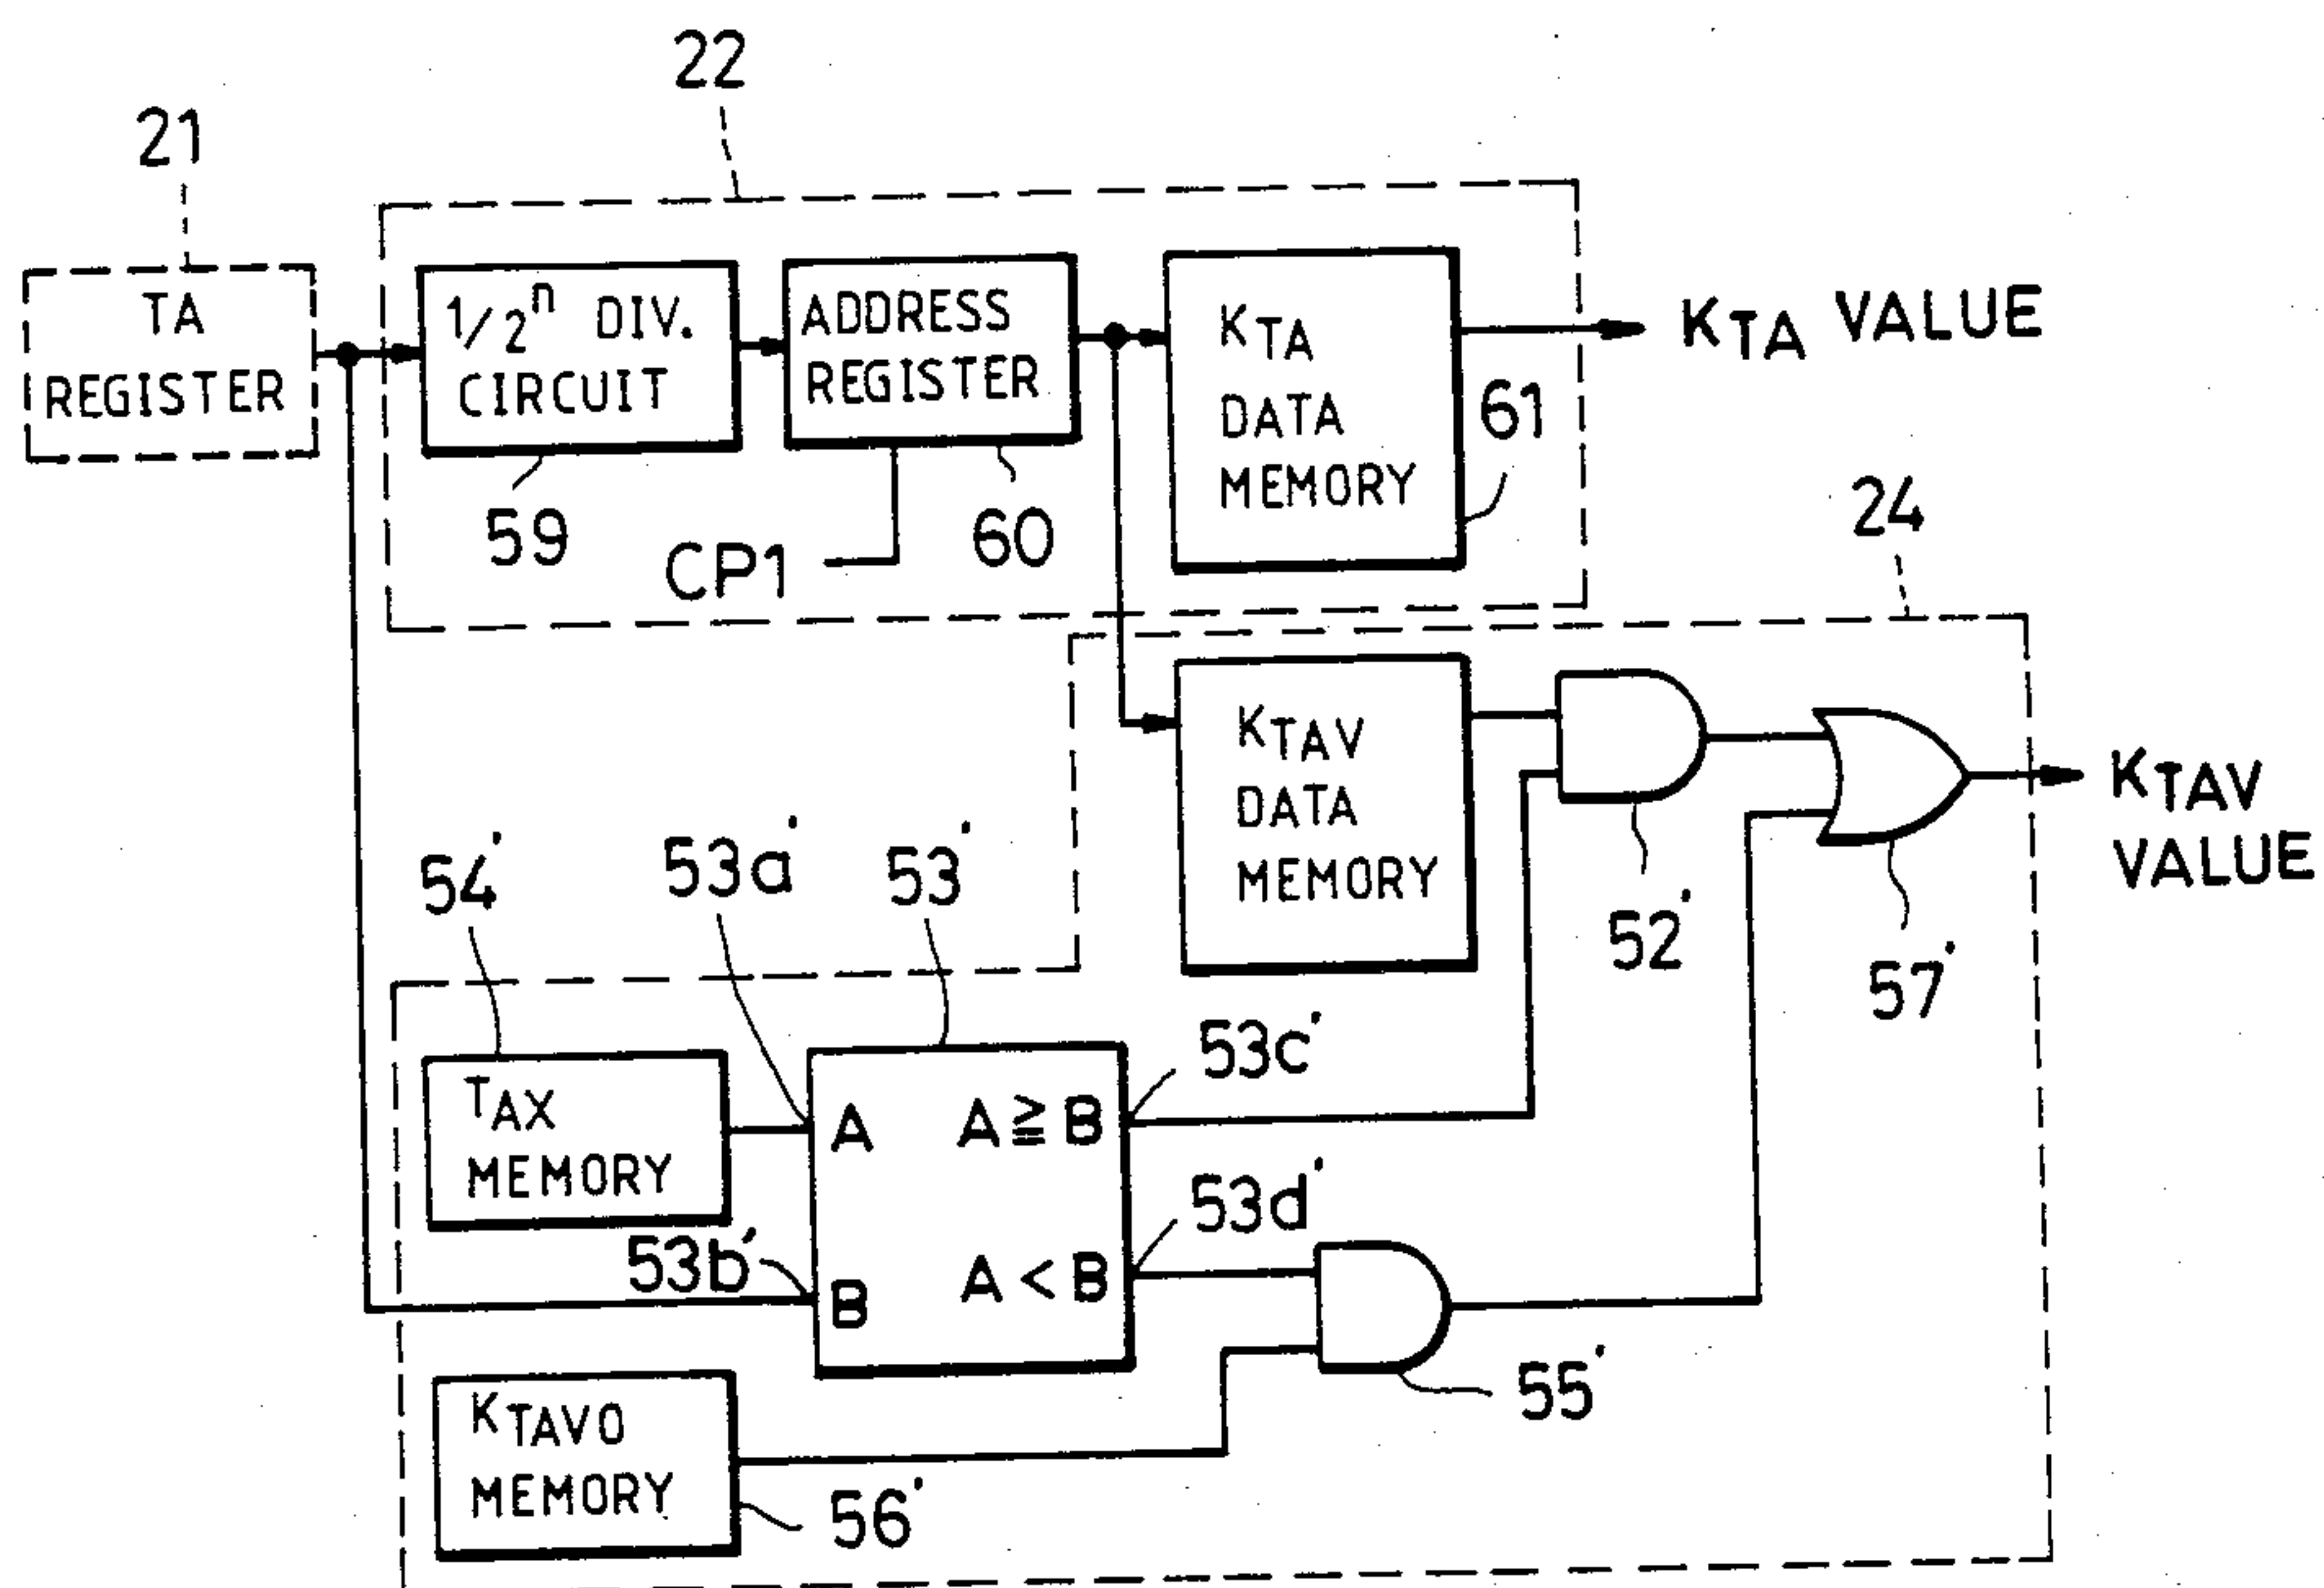 22
21
TA
REGISTER
1/2ⁿ DIV.
CIRCUIT
ADDRESS
REGISTER
KTA
DATA
MEMORY
KTA VALUE
61
59
CP1
60
24
KTAV
DATA
MEMORY
KTAV
VALUE
52'
57'
54'
53a'
53'
53c'
TAX
MEMORY
A
A ≧ B
53d'
53b'
B
A < B
55'
KTAVO
MEMORY
56'